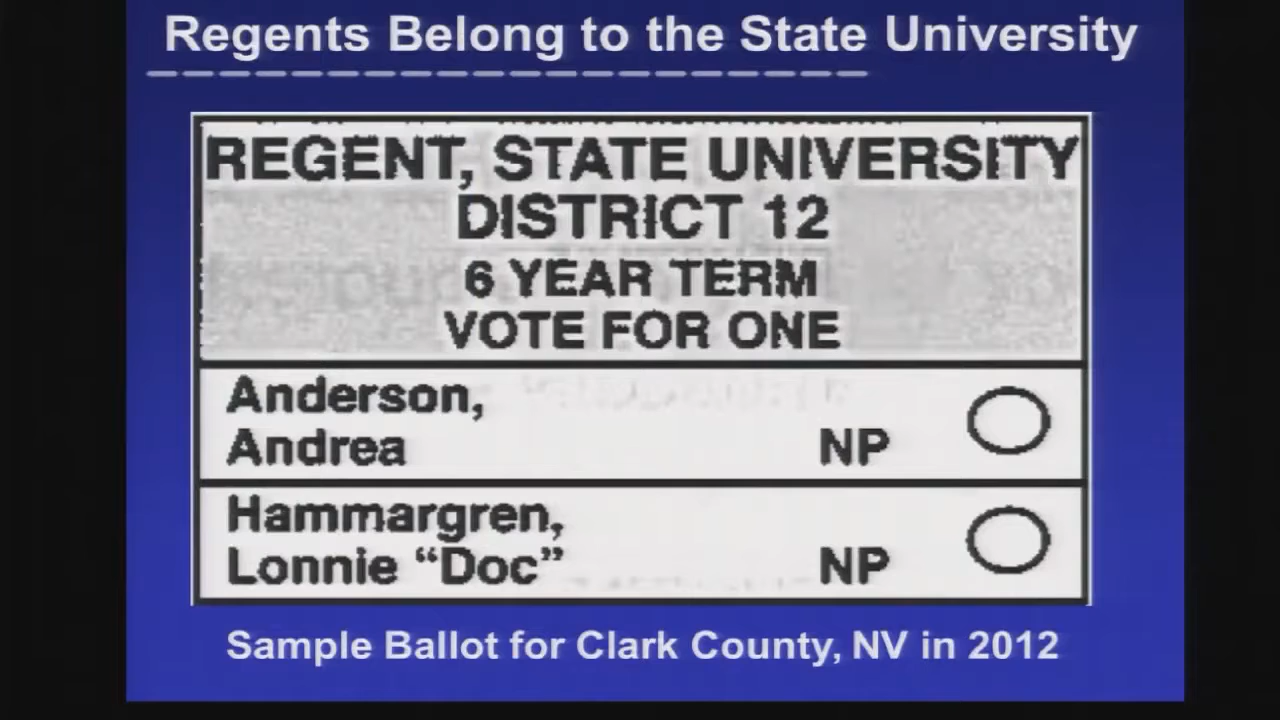 Regents Belong to the State University
REGENT, STATE UNIVERSITY
DISTRICT 12
6 YEAR TERM
VOTE FOR ONE
Anderson,
Andrea NP
Hammargren,
Lonnie “Doc” NP
Sample Ballot for Clark County, NV in 2012